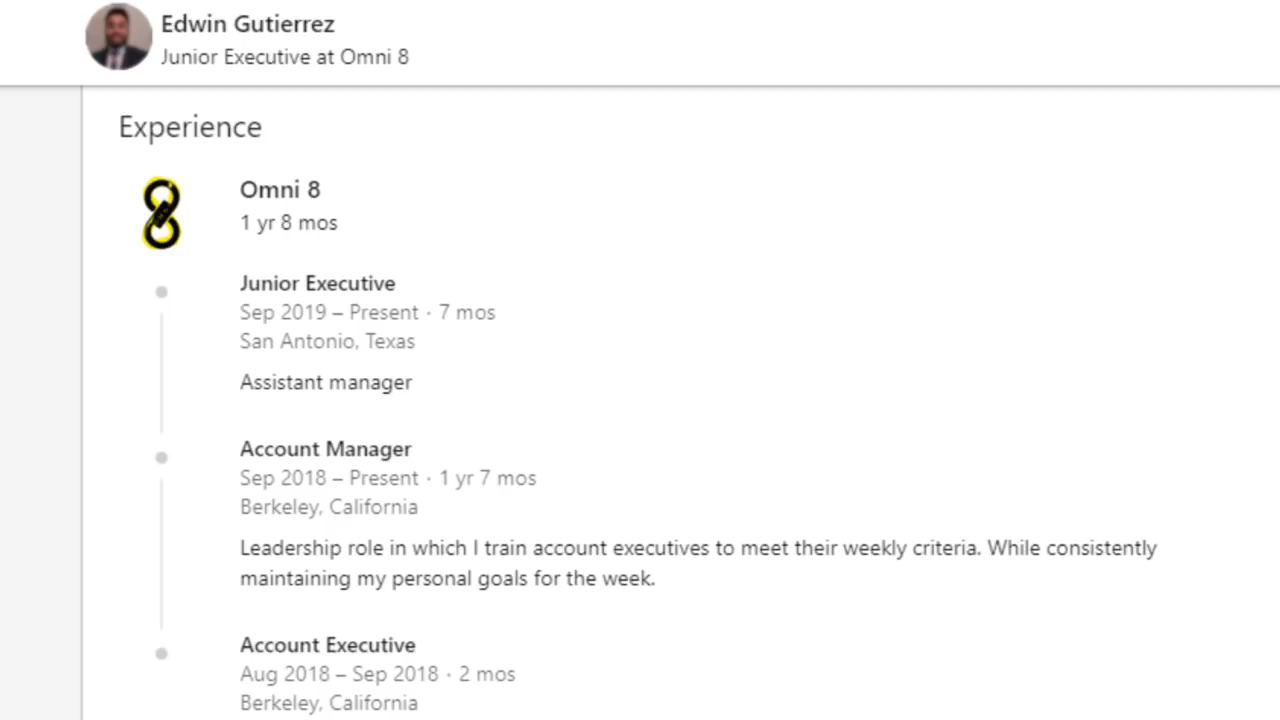 Edwin Gutierrez
Junior Executive at Omni 8
Experience
Omni 8
1 yr 8 mos
Junior Executive
Sep 2019 – Present · 7 mos
San Antonio, Texas
Assistant manager
Account Manager
Sep 2018 – Present · 1 yr 7 mos
Berkeley, California
Leadership role in which I train account executives to meet their weekly criteria. While consistently
maintaining my personal goals for the week.
Account Executive
Aug 2018 – Sep 2018 · 2 mos
Berkeley, California